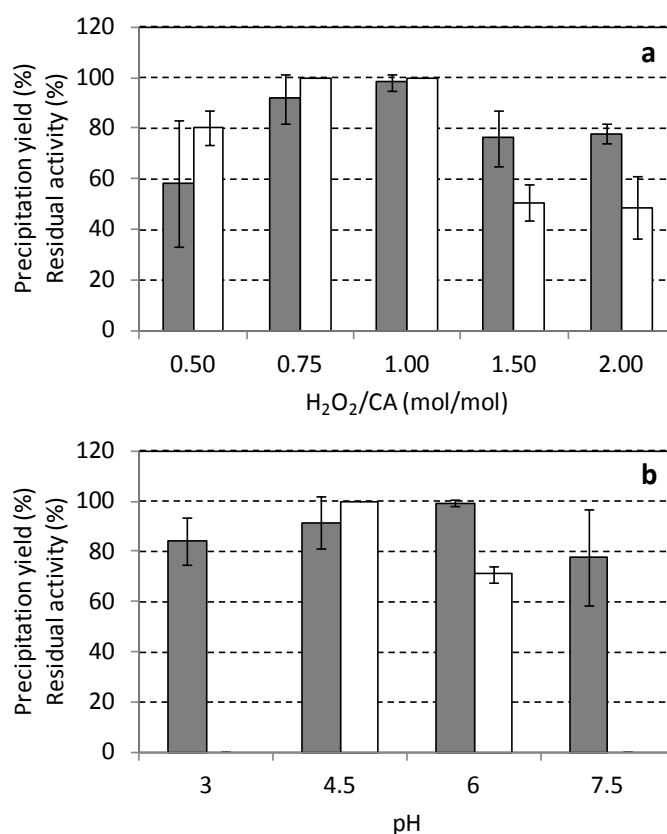 a
Precipitation yield (%)
Residual activity (%)
120
100
80
60
40
20
0
0.50 0.75 1.00 1.50 2.00
H₂O₂/CA (mol/mol)
b
Precipitation yield (%)
Residual activity (%)
120
100
80
60
40
20
0
3 4.5 6 7.5
pH